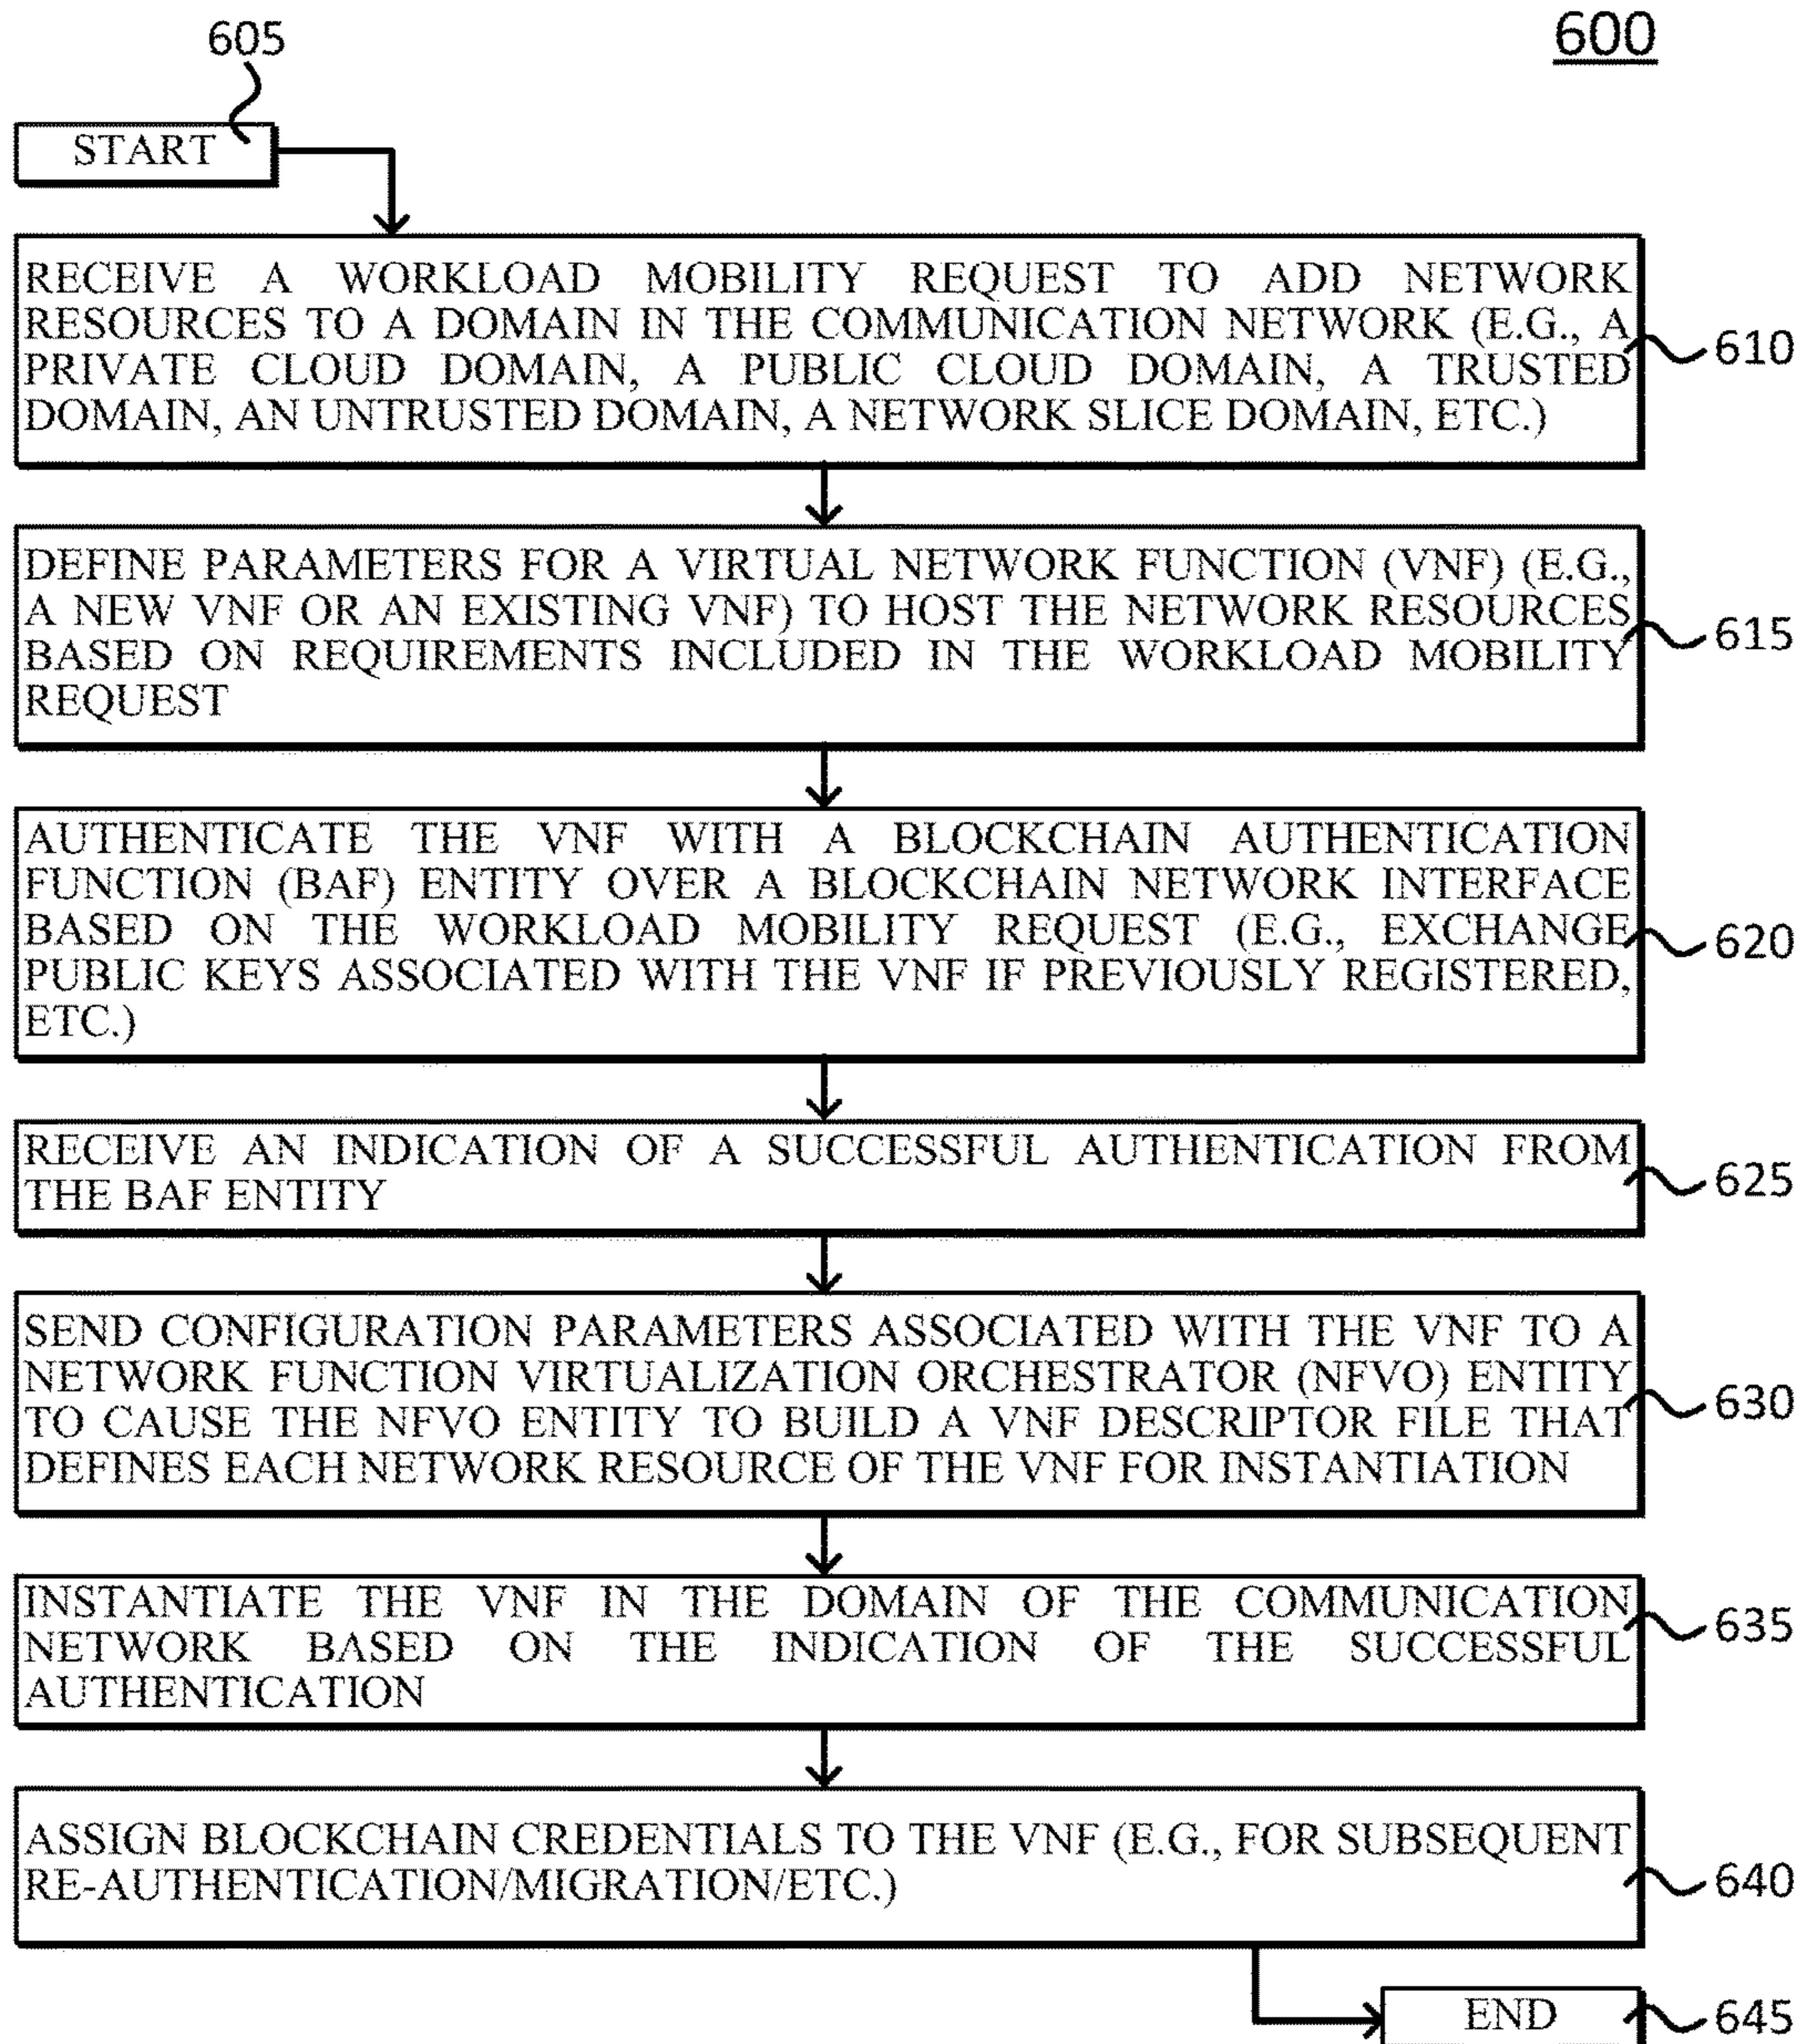 605
600
START
RECEIVE A WORKLOAD MOBILITY REQUEST TO ADD NETWORK
RESOURCES TO A DOMAIN IN THE COMMUNICATION NETWORK (E.G., A
PRIVATE CLOUD DOMAIN, A PUBLIC CLOUD DOMAIN, A TRUSTED
DOMAIN, AN UNTRUSTED DOMAIN, A NETWORK SLICE DOMAIN, ETC.)
610
DEFINE PARAMETERS FOR A VIRTUAL NETWORK FUNCTION (VNF) (E.G.,
A NEW VNF OR AN EXISTING VNF) TO HOST THE NETWORK RESOURCES
BASED ON REQUIREMENTS INCLUDED IN THE WORKLOAD MOBILITY
REQUEST
615
AUTHENTICATE THE VNF WITH A BLOCKCHAIN AUTHENTICATION
FUNCTION (BAF) ENTITY OVER A BLOCKCHAIN NETWORK INTERFACE
BASED ON THE WORKLOAD MOBILITY REQUEST (E.G., EXCHANGE
PUBLIC KEYS ASSOCIATED WITH THE VNF IF PREVIOUSLY REGISTERED,
ETC.)
620
RECEIVE AN INDICATION OF A SUCCESSFUL AUTHENTICATION FROM
THE BAF ENTITY
625
SEND CONFIGURATION PARAMETERS ASSOCIATED WITH THE VNF TO A
NETWORK FUNCTION VIRTUALIZATION ORCHESTRATOR (NFVO) ENTITY
TO CAUSE THE NFVO ENTITY TO BUILD A VNF DESCRIPTOR FILE THAT
DEFINES EACH NETWORK RESOURCE OF THE VNF FOR INSTANTIATION
630
INSTANTIATE THE VNF IN THE DOMAIN OF THE COMMUNICATION
NETWORK BASED ON THE INDICATION OF THE SUCCESSFUL
AUTHENTICATION
635
ASSIGN BLOCKCHAIN CREDENTIALS TO THE VNF (E.G., FOR SUBSEQUENT
RE-AUTHENTICATION/MIGRATION/ETC.)
640
END
645